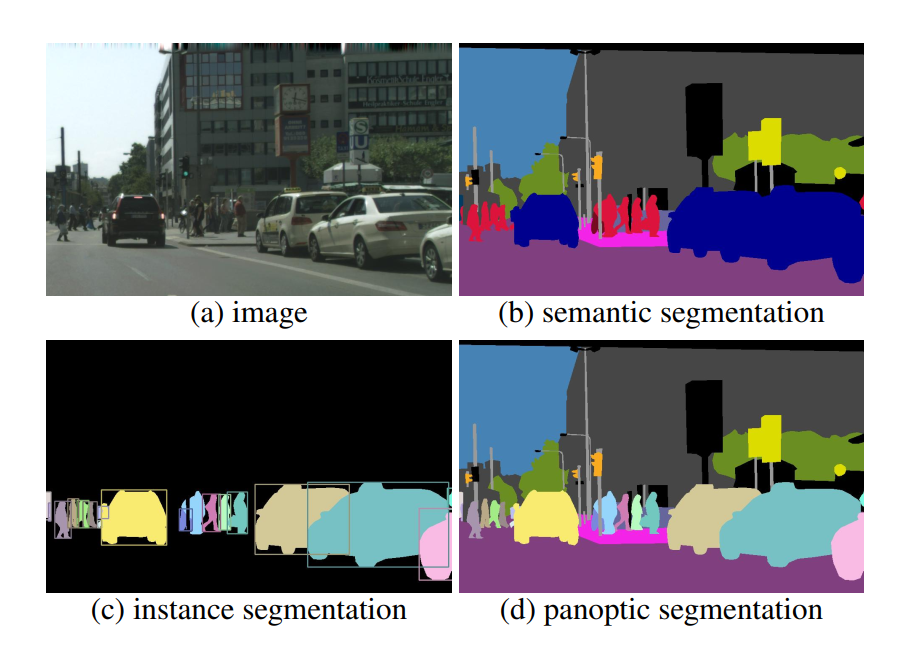 S
U
(a) image
(b) semantic segmentation
(c) instance segmentation
(d) panoptic segmentation